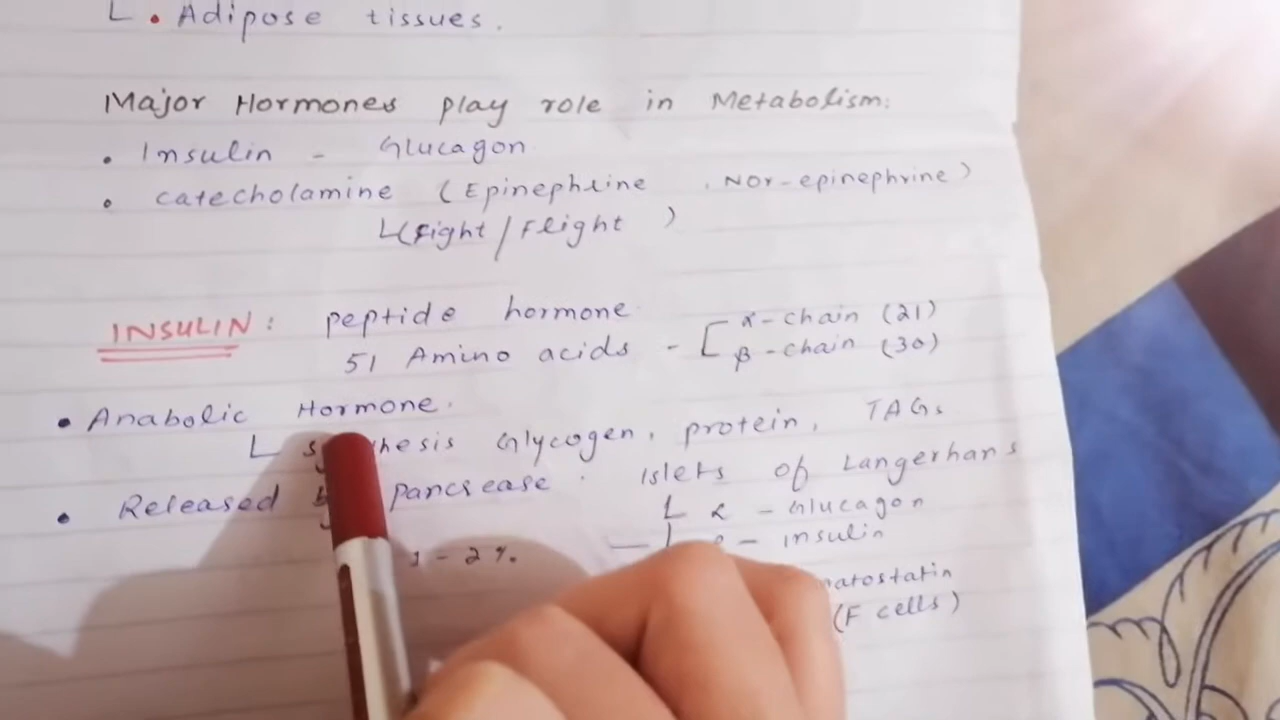 L • Adipose tissues.
Major Hormones play role in Metabolism:
• Insulin - Glucagon
• catecholamine (Epinephrine , Nor-epinephrine)
L(Fight/Flight )
INSULIN: peptide hormone
51 Amino acids - [ α-chain (21)
β-chain (30)
• Anabolic Hormone.
L Glycogen, protein, TAGs
• Released pancrease . Islets of Langerhans
L α - Glucagon
1-2%. — L - insulin
(F cells)